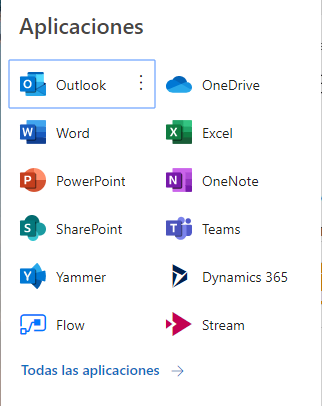 Aplicaciones
Outlook
OneDrive
Word
Excel
PowerPoint
OneNote
SharePoint
Teams
Yammer
Dynamics 365
Flow
Stream
Todas las aplicaciones